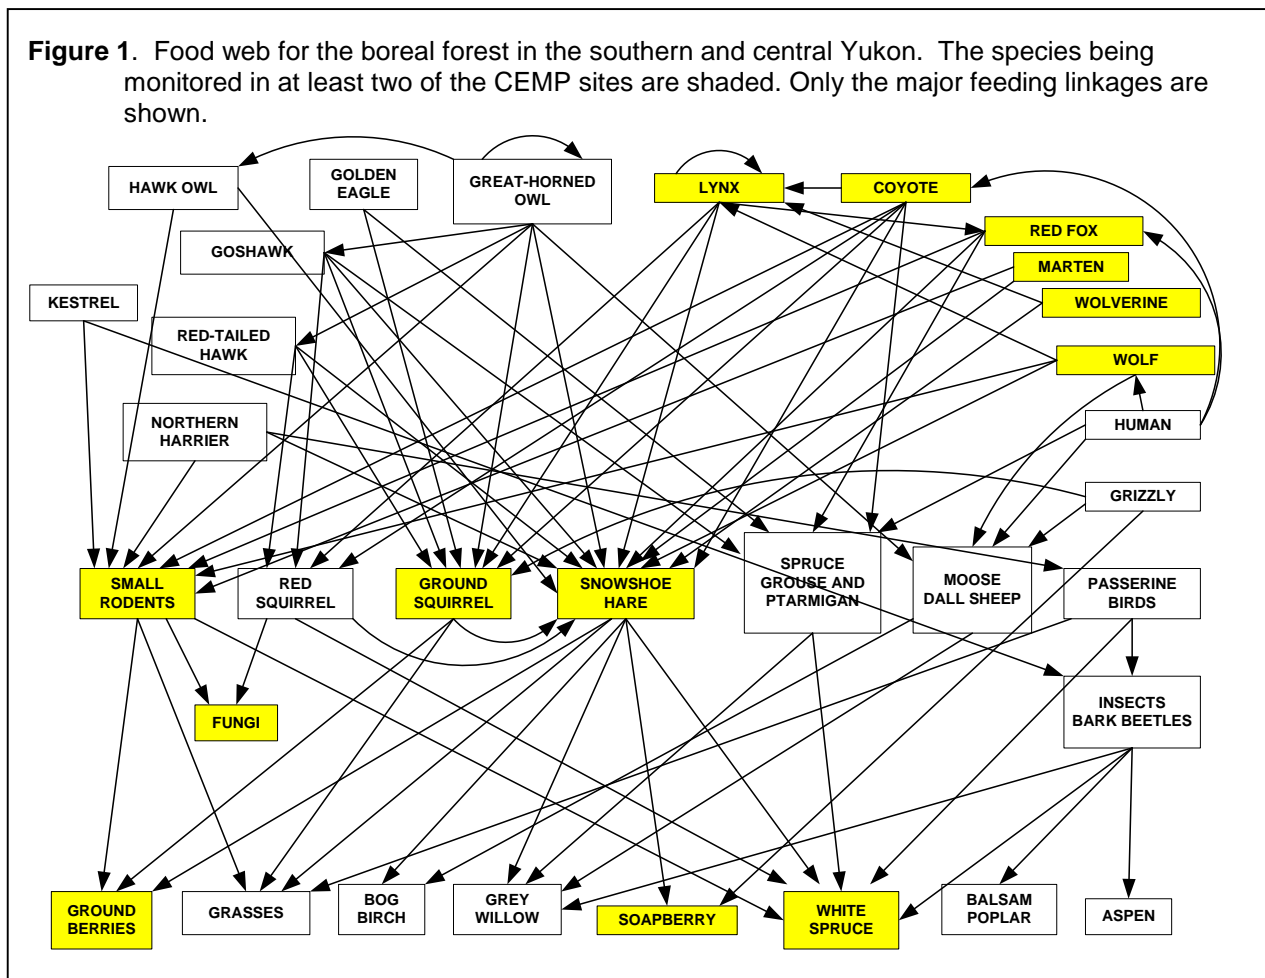 Figure 1. Food web for the boreal forest in the southern and central Yukon. The species being
monitored in at least two of the CEMP sites are shaded. Only the major feeding linkages are
shown.
HAWK OWL
GOLDEN
EAGLE
GREAT-HORNED
OWL
LYNX
COYOTE
RED FOX
GOSHAWK
MARTEN
KESTREL
WOLVERINE
RED-TAILED
HAWK
WOLF
NORTHERN
HARRIER
HUMAN
GRIZZLY
SMALL
RODENTS
RED
SQUIRREL
GROUND
SQUIRREL
SNOWSHOE
HARE
SPRUCE
GROUSE AND
PTARMIGAN
MOOSE
DALL SHEEP
PASSERINE
BIRDS
FUNGI
INSECTS
BARK BEETLES
GROUND
BERRIES
GRASSES
BOG
BIRCH
GREY
WILLOW
SOAPBERRY
WHITE
SPRUCE
BALSAM
POPLAR
ASPEN